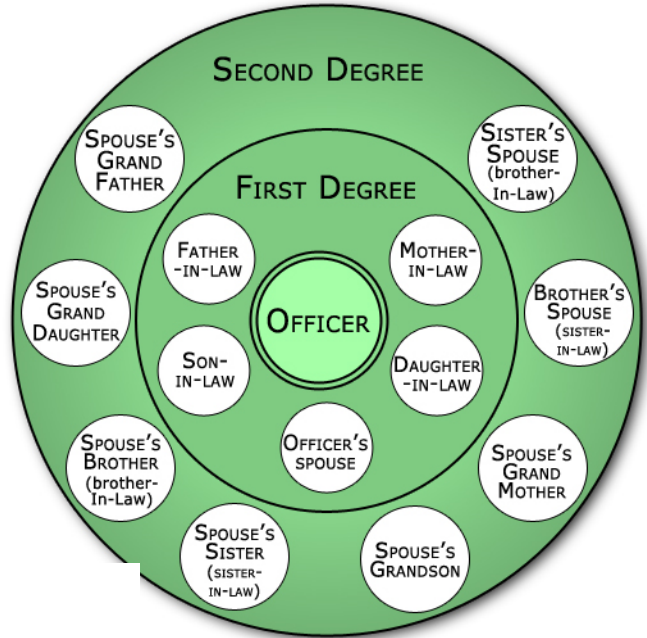 Second Degree
Spouse's
Grand
Father
Sister's
Spouse
(brother-
In-Law)
First Degree
Father
-in-law
Mother-
in-law
Officer
Spouse's
Grand
Daughter
Brother's
Spouse
(sister-
in-law)
Son-
in-law
Daughter
-in-law
Officer's
spouse
Spouse's
Brother
(brother-
In-Law)
Spouse's
Grand
Mother
Spouse's
Sister
(sister-
in-law)
Spouse's
Grandson